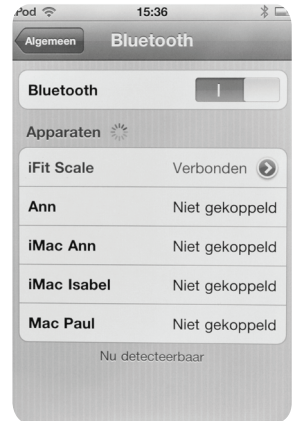 Pod 15:36
Algemeen Bluetooth
Bluetooth
Apparaten
iFit Scale Verbonden
Ann Niet gekoppeld
iMac Ann Niet gekoppeld
iMac Isabel Niet gekoppeld
Mac Paul Niet gekoppeld
Nu detecteerbaar